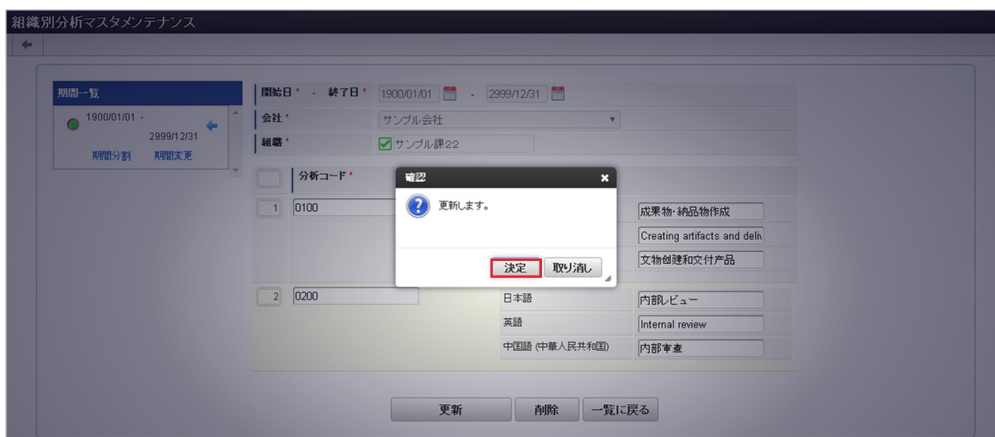 組織別分析マスタメンテナンス
期間一覧
1900/01/01 -
2999/12/31
期間分割 期間変更
開始日* - 終了日* 1900/01/01 - 2999/12/31
会社* サンプル会社
組織* サンプル課22
分析コード*
確認
更新します。
決定 取り消し
1 0100
成果物・納品物作成
Creating artifacts and deliv
文物创建和交付产品
2 0200
日本語 内部レビュー
英語 Internal review
中国語 (中華人民共和国) 内部审查
更新 削除 一覧に戻る